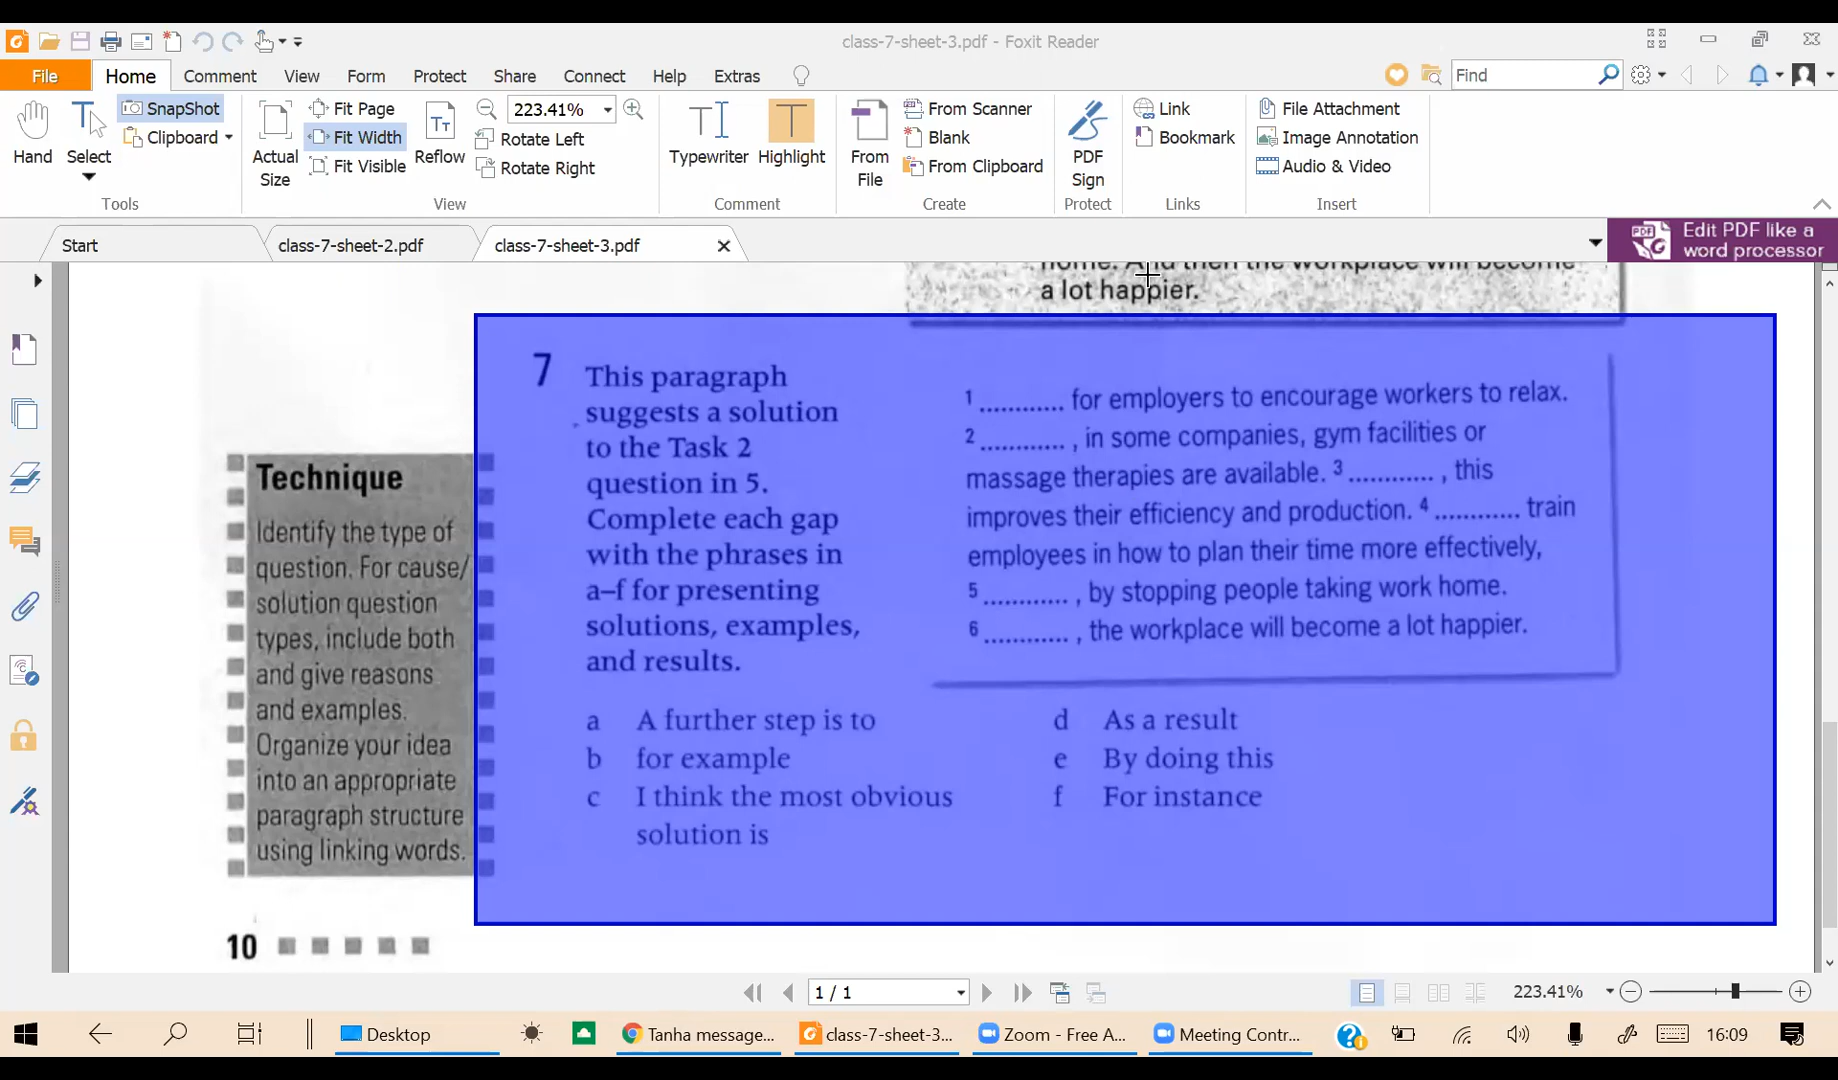 class-7-sheet-3.pdf - Foxit Reader
File Home Comment View Form Protect Share Connect Help Extras Find
SnapShot Fit Page 223.41% From Scanner Link File Attachment
Clipboard Fit Width Rotate Left Blank Bookmark Image Annotation
Hand Select Actual Size Reflow Typewriter Highlight From File PDF Sign
Fit Visible Rotate Right From Clipboard Audio & Video
Tools View Comment Create Protect Links Insert
Start class-7-sheet-2.pdf class-7-sheet-3.pdf
Edit PDF like a
word processor
home. And then the workplace will become
a lot happier.
7
This paragraph
suggests a solution
to the Task 2
question in 5.
Complete each gap
with the phrases in
a–f for presenting
solutions, examples,
and results.
1 ............ for employers to encourage workers to relax.
2 ............ , in some companies, gym facilities or
massage therapies are available. 3 ............ , this
improves their efficiency and production. 4 ............ train
employees in how to plan their time more effectively,
5 ............ , by stopping people taking work home.
6 ............ , the workplace will become a lot happier.
a A further step is to
b for example
c I think the most obvious
solution is
d As a result
e By doing this
f For instance
Technique
Identify the type of
question. For cause/
solution question
types, include both
and give reasons
and examples.
Organize your idea
into an appropriate
paragraph structure
using linking words.
10
1 / 1 223.41%
Desktop Tanha message... class-7-sheet-3... Zoom - Free A... Meeting Contr... 16:09